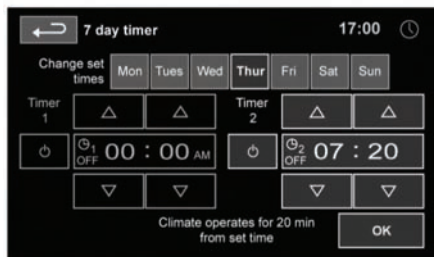 7 day timer 17:00
Change set times Mon Tues Wed Thur Fri Sat Sun
Timer 1
Timer 2
1 OFF 00 : 00 AM
2 OFF 07 : 20
Climate operates for 20 min
from set time
OK